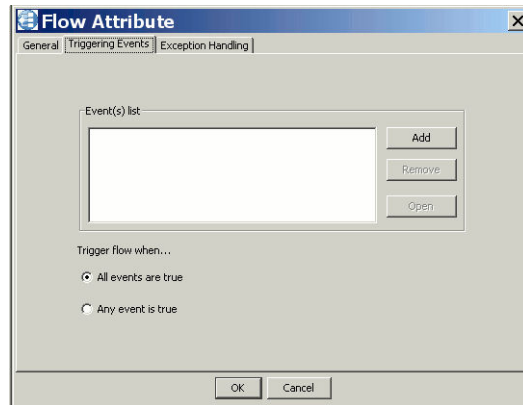 Flow Attribute
General Triggering Events Exception Handling
Event(s) list
Add
Remove
Open
Trigger flow when...
All events are true
Any event is true
OK Cancel